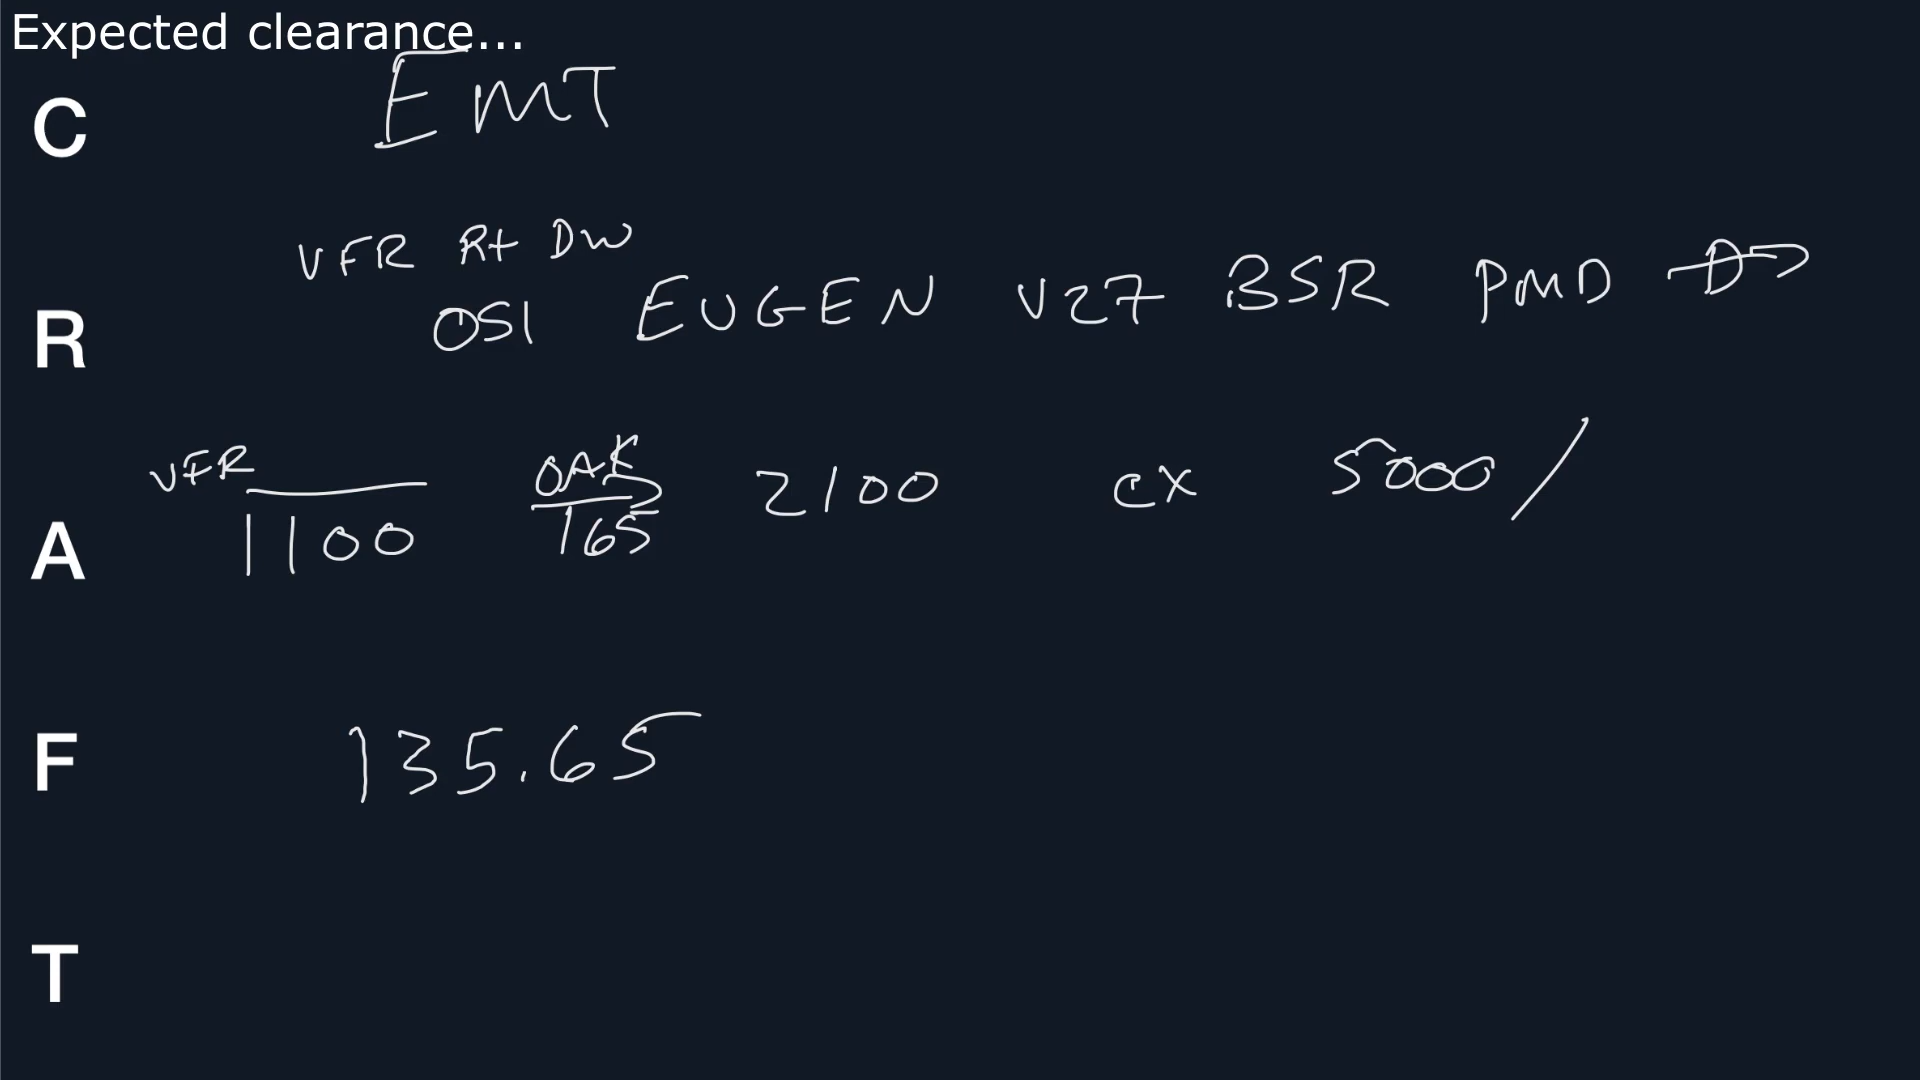 Expected clearance...
C EMT
VFR Rt DW
R OSI EUGEN V27 BSR PMD D
VFR OAK 2100 ex 5000/
A 1100 165
F 135.65
T